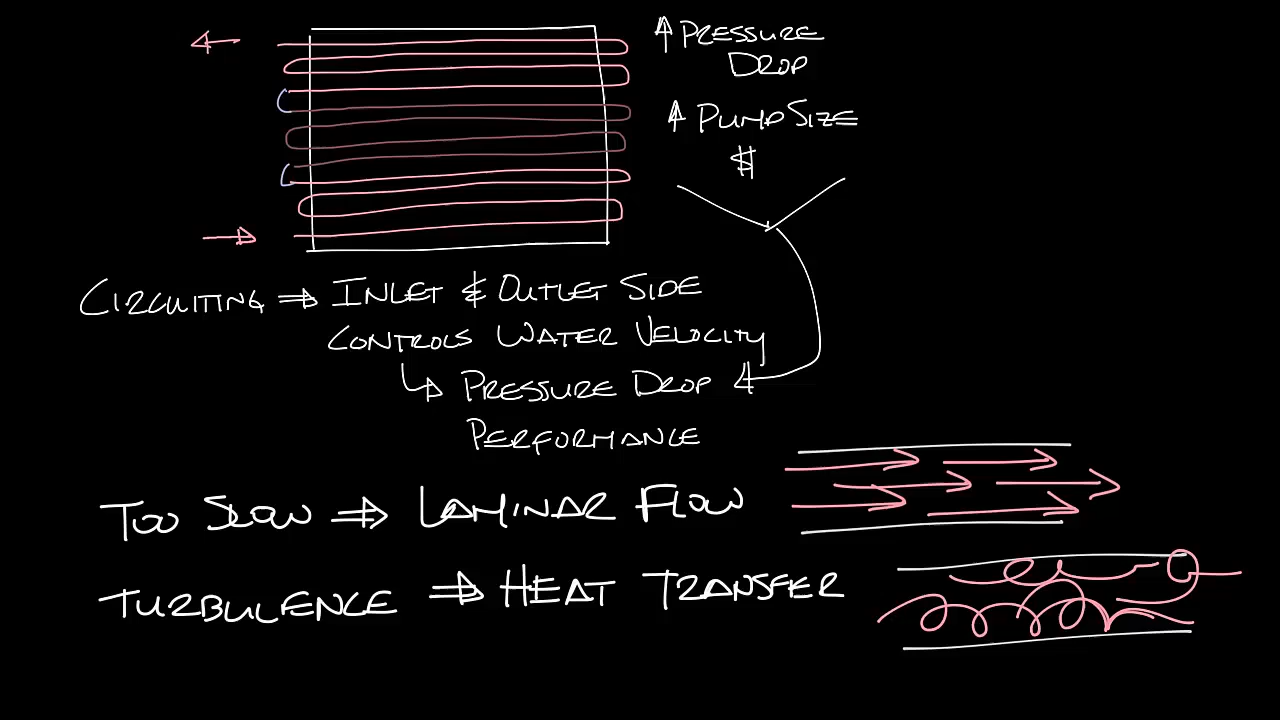 ↑ PRESSURE
DROP
↑ PUMP SIZE
$
CIRCUITING ⇒ INLET & OUTLET SIDE
CONTROLS WATER VELOCITY
↳ PRESSURE DROP
PERFORMANCE
TOO SLOW ⇒ LAMINAR FLOW
TURBULENCE ⇒ HEAT TRANSFER